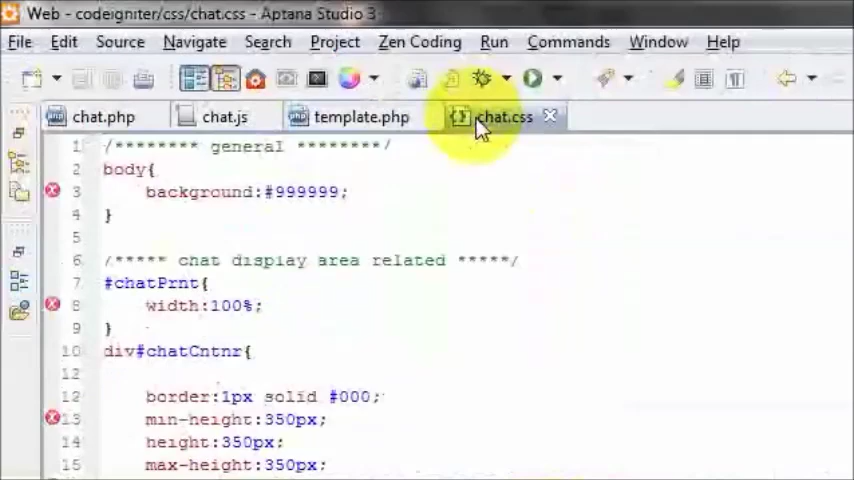 Web - codeigniter/css/chat.css - Aptana Studio 3
File Edit Source Navigate Search Project Zen Coding Run Commands Window Help
chat.php chat.js template.php chat.css
1 /******** general ********/
2 body{
3 background:#999999;
4 }
5
6 /***** chat display area related *****/
7 #chatPrnt{
8 width:100%;
9 }
10 div#chatCntnr{
12
12 border:1px solid #000;
13 min-height:350px;
14 height:350px;
15 max-height:350px;